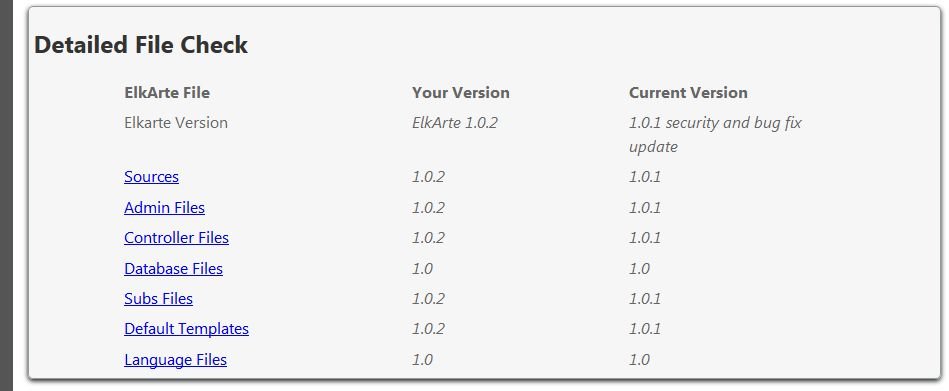 Detailed File Check
ElkArte File Your Version Current Version
Elkarte Version ElkArte 1.0.2 1.0.1 security and bug fix
update
Sources 1.0.2 1.0.1
Admin Files 1.0.2 1.0.1
Controller Files 1.0.2 1.0.1
Database Files 1.0 1.0
Subs Files 1.0.2 1.0.1
Default Templates 1.0.2 1.0.1
Language Files 1.0 1.0